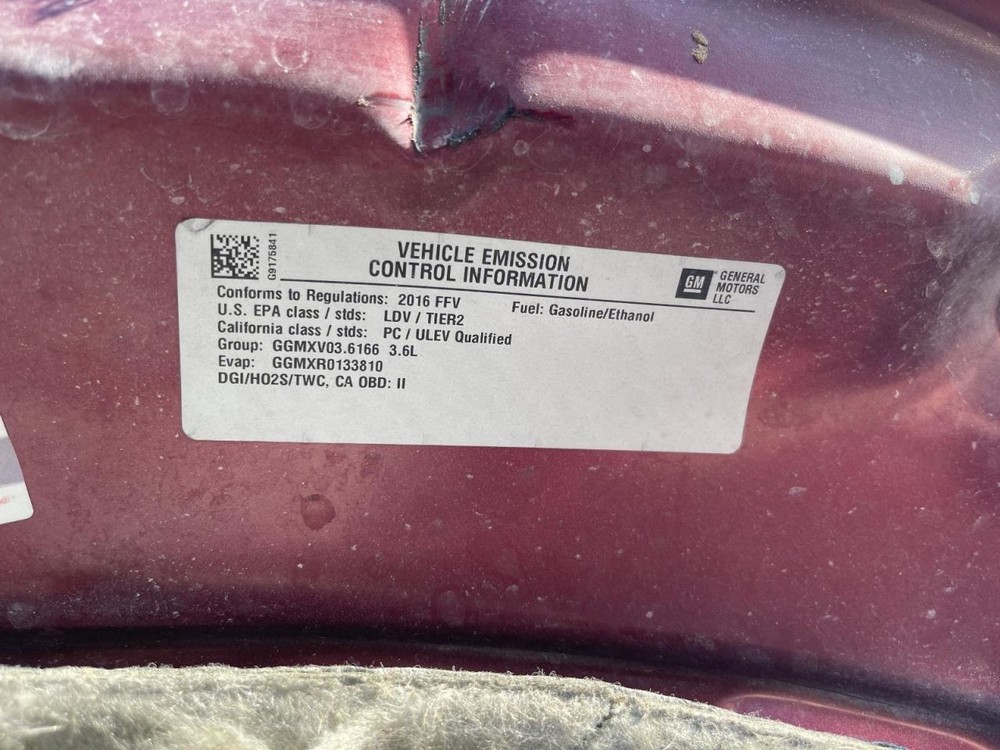 G9175841
VEHICLE EMISSION
CONTROL INFORMATION
GM
GENERAL
MOTORS
LLC
Conforms to Regulations: 2016 FFV
Fuel: Gasoline/Ethanol
U.S. EPA class / stds: LDV / TIER2
California class / stds: PC / ULEV Qualified
Group: GGMXV03.6166 3.6L
Evap: GGMXR0133810
DGI/HO2S/TWC, CA OBD: II